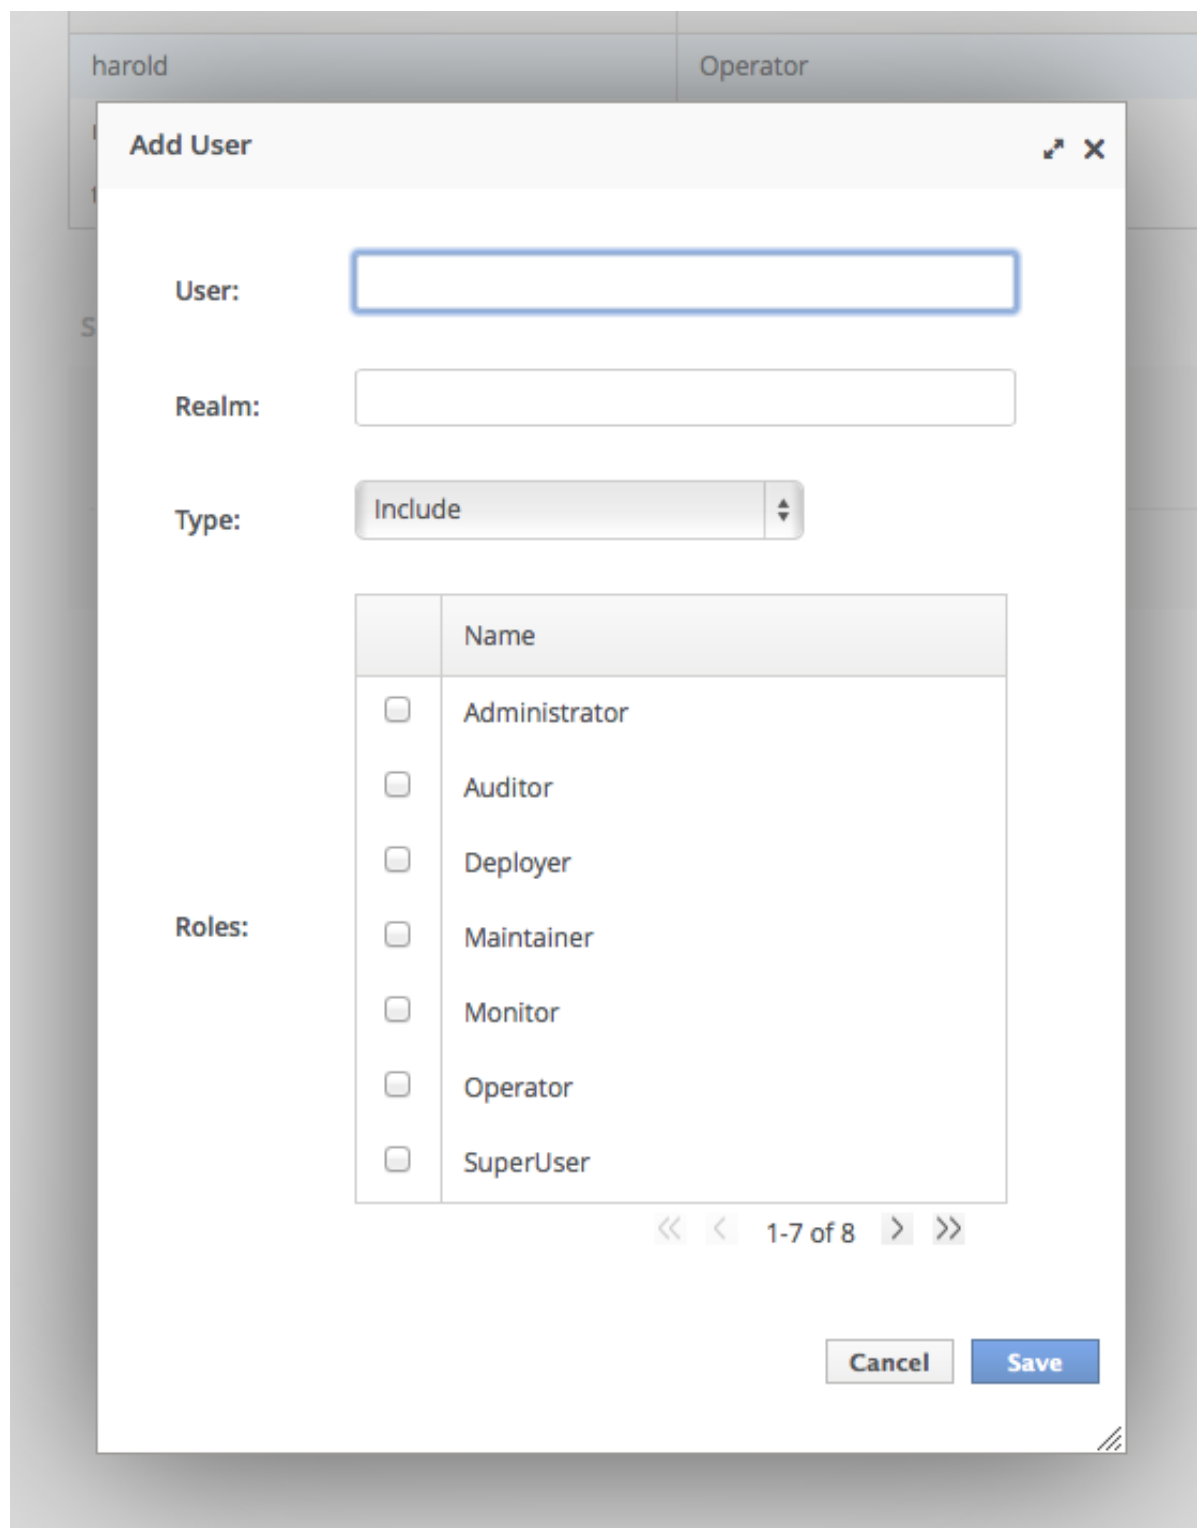 harold Operator
Add User
User:
Realm:
Type: Include
Name
Administrator
Auditor
Deployer
Roles: Maintainer
Monitor
Operator
SuperUser
1-7 of 8
Cancel Save